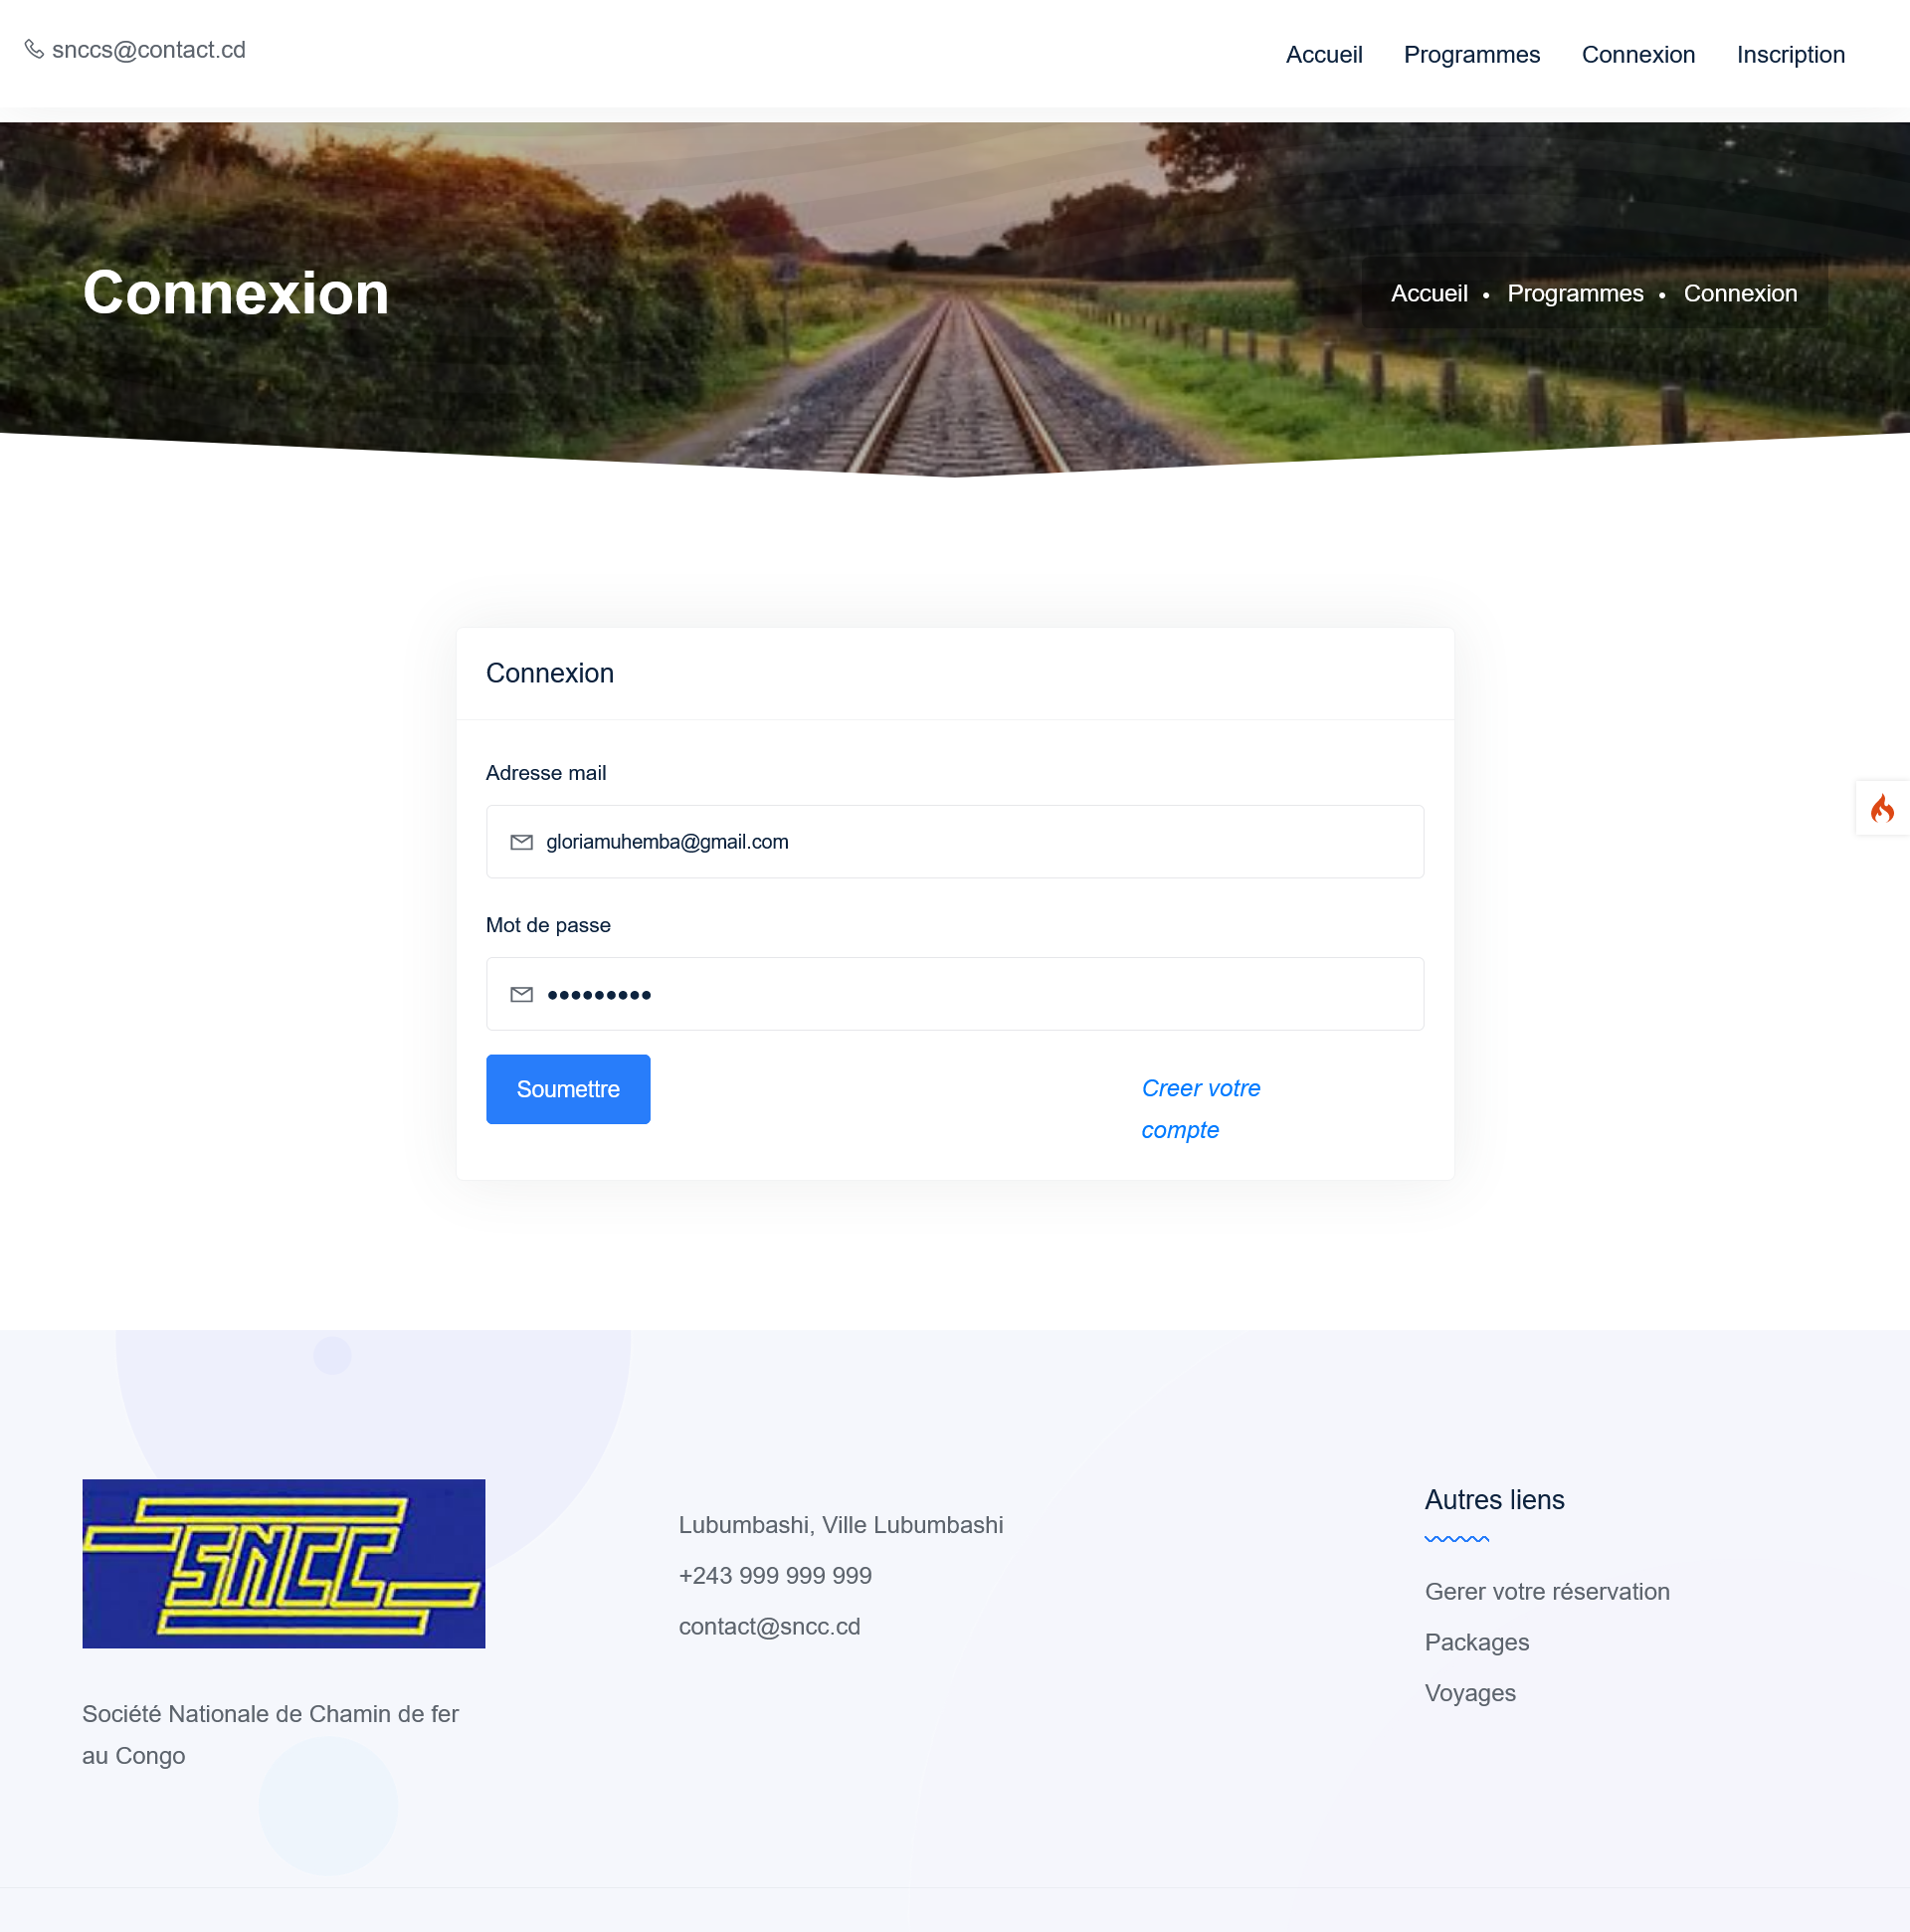 snccs@contact.cd
Accueil Programmes Connexion Inscription
Connexion
Accueil • Programmes • Connexion
Connexion
Adresse mail
gloriamuhemba@gmail.com
Mot de passe
•••••••••
Soumettre
Creer votre
compte
SNCC
Société Nationale de Chamin de fer
au Congo
Lubumbashi, Ville Lubumbashi
+243 999 999 999
contact@sncc.cd
Autres liens
Gerer votre réservation
Packages
Voyages